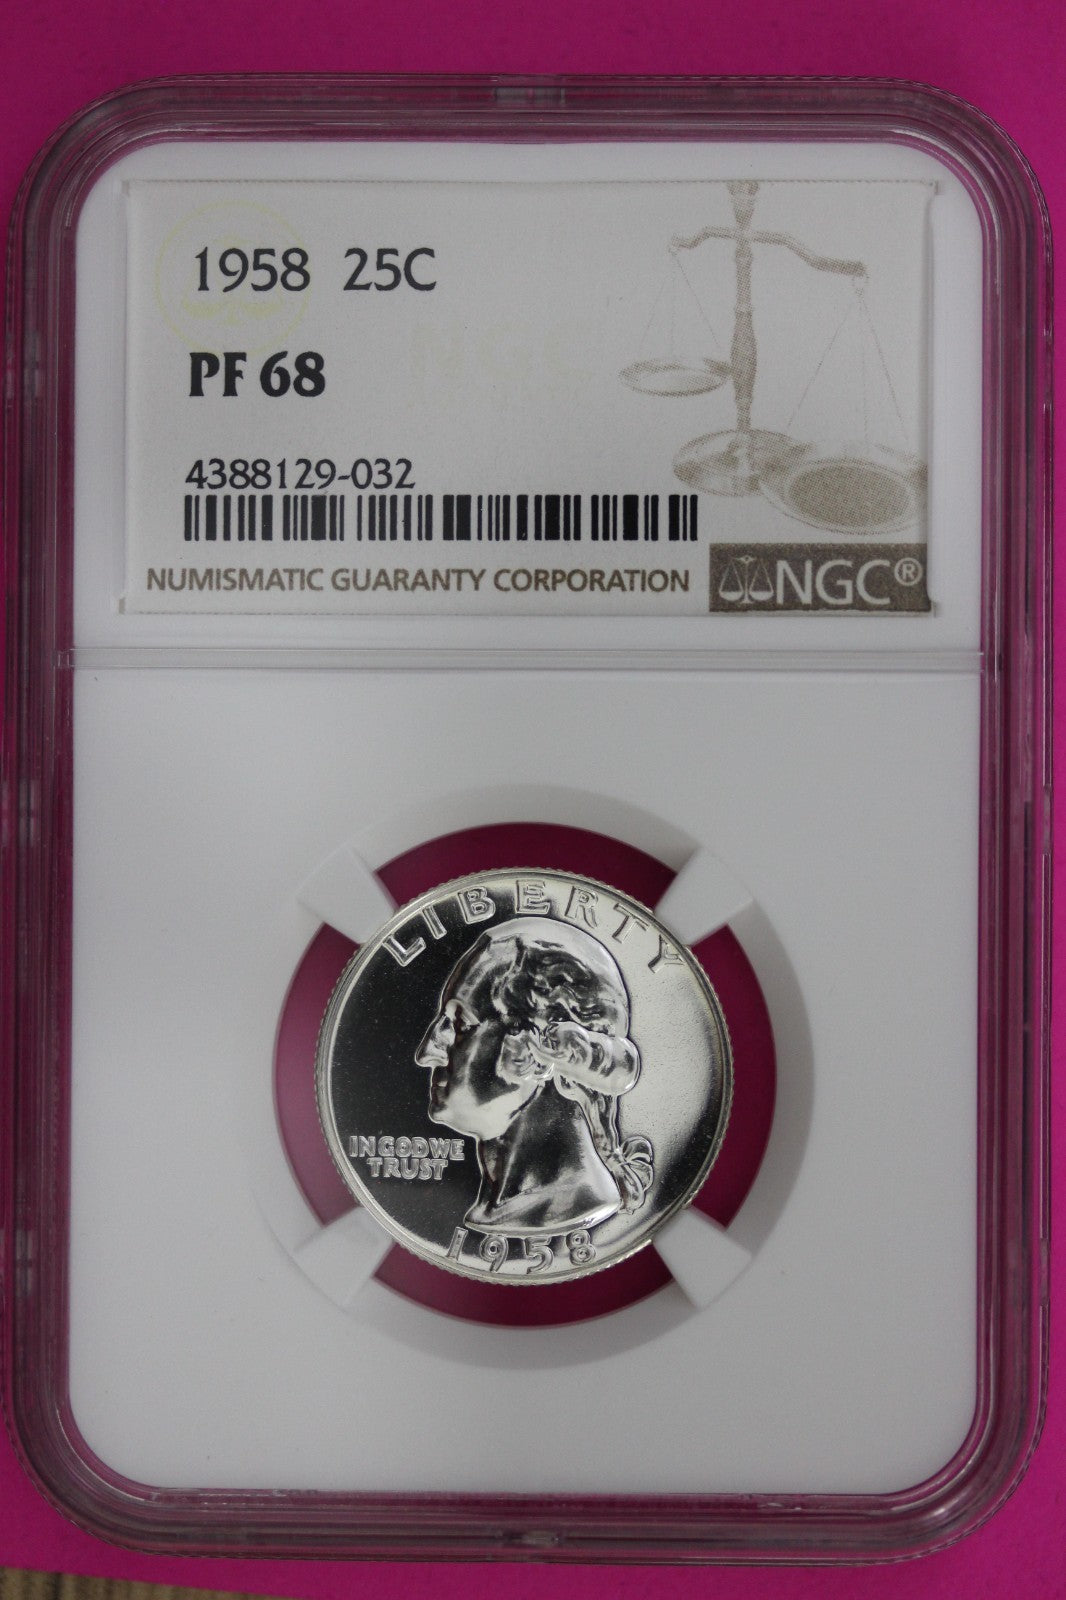 1958 25C
PF 68
4388129-032
NUMISMATIC GUARANTY CORPORATION NGC®
LIBERTY
IN GOD WE
TRUST
1958